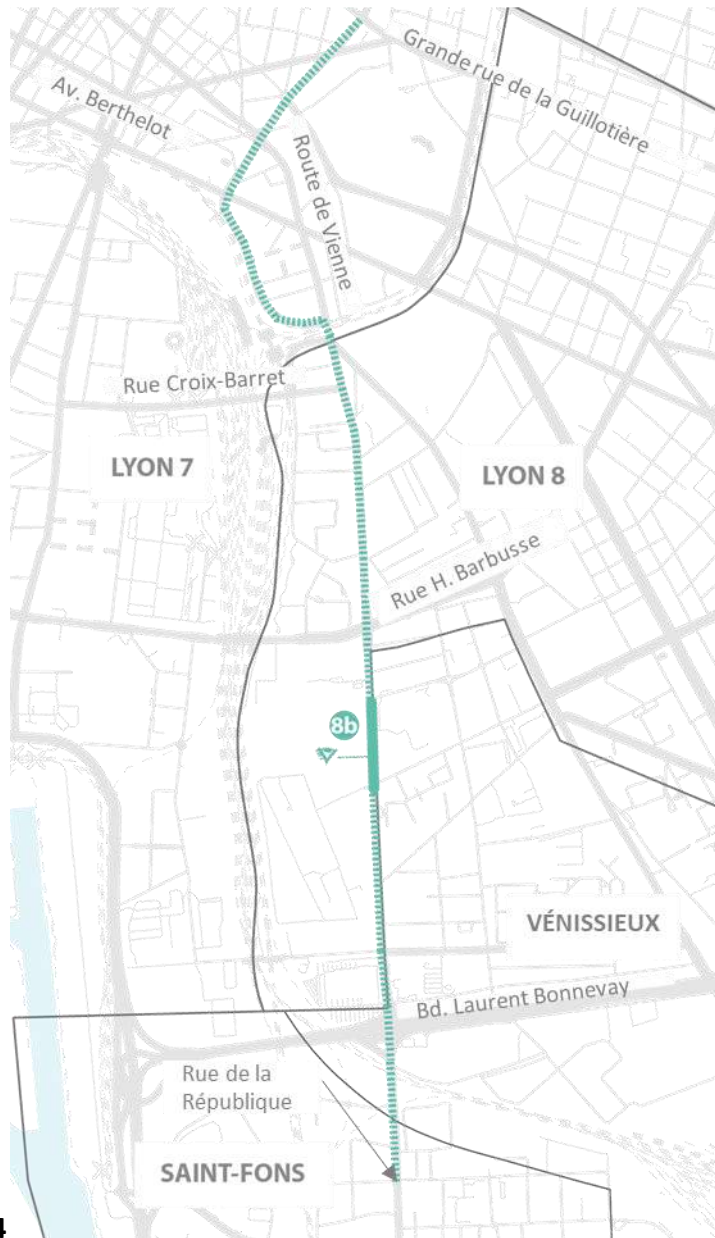 Grande rue de la Guillotière
Av. Berthelot
Route de Vienne
Rue Croix-Barret
LYON 7
LYON 8
Rue H. Barbusse
8b
VÉNISSIEUX
Bd. Laurent Bonnevay
Rue de la
République
SAINT-FONS
4